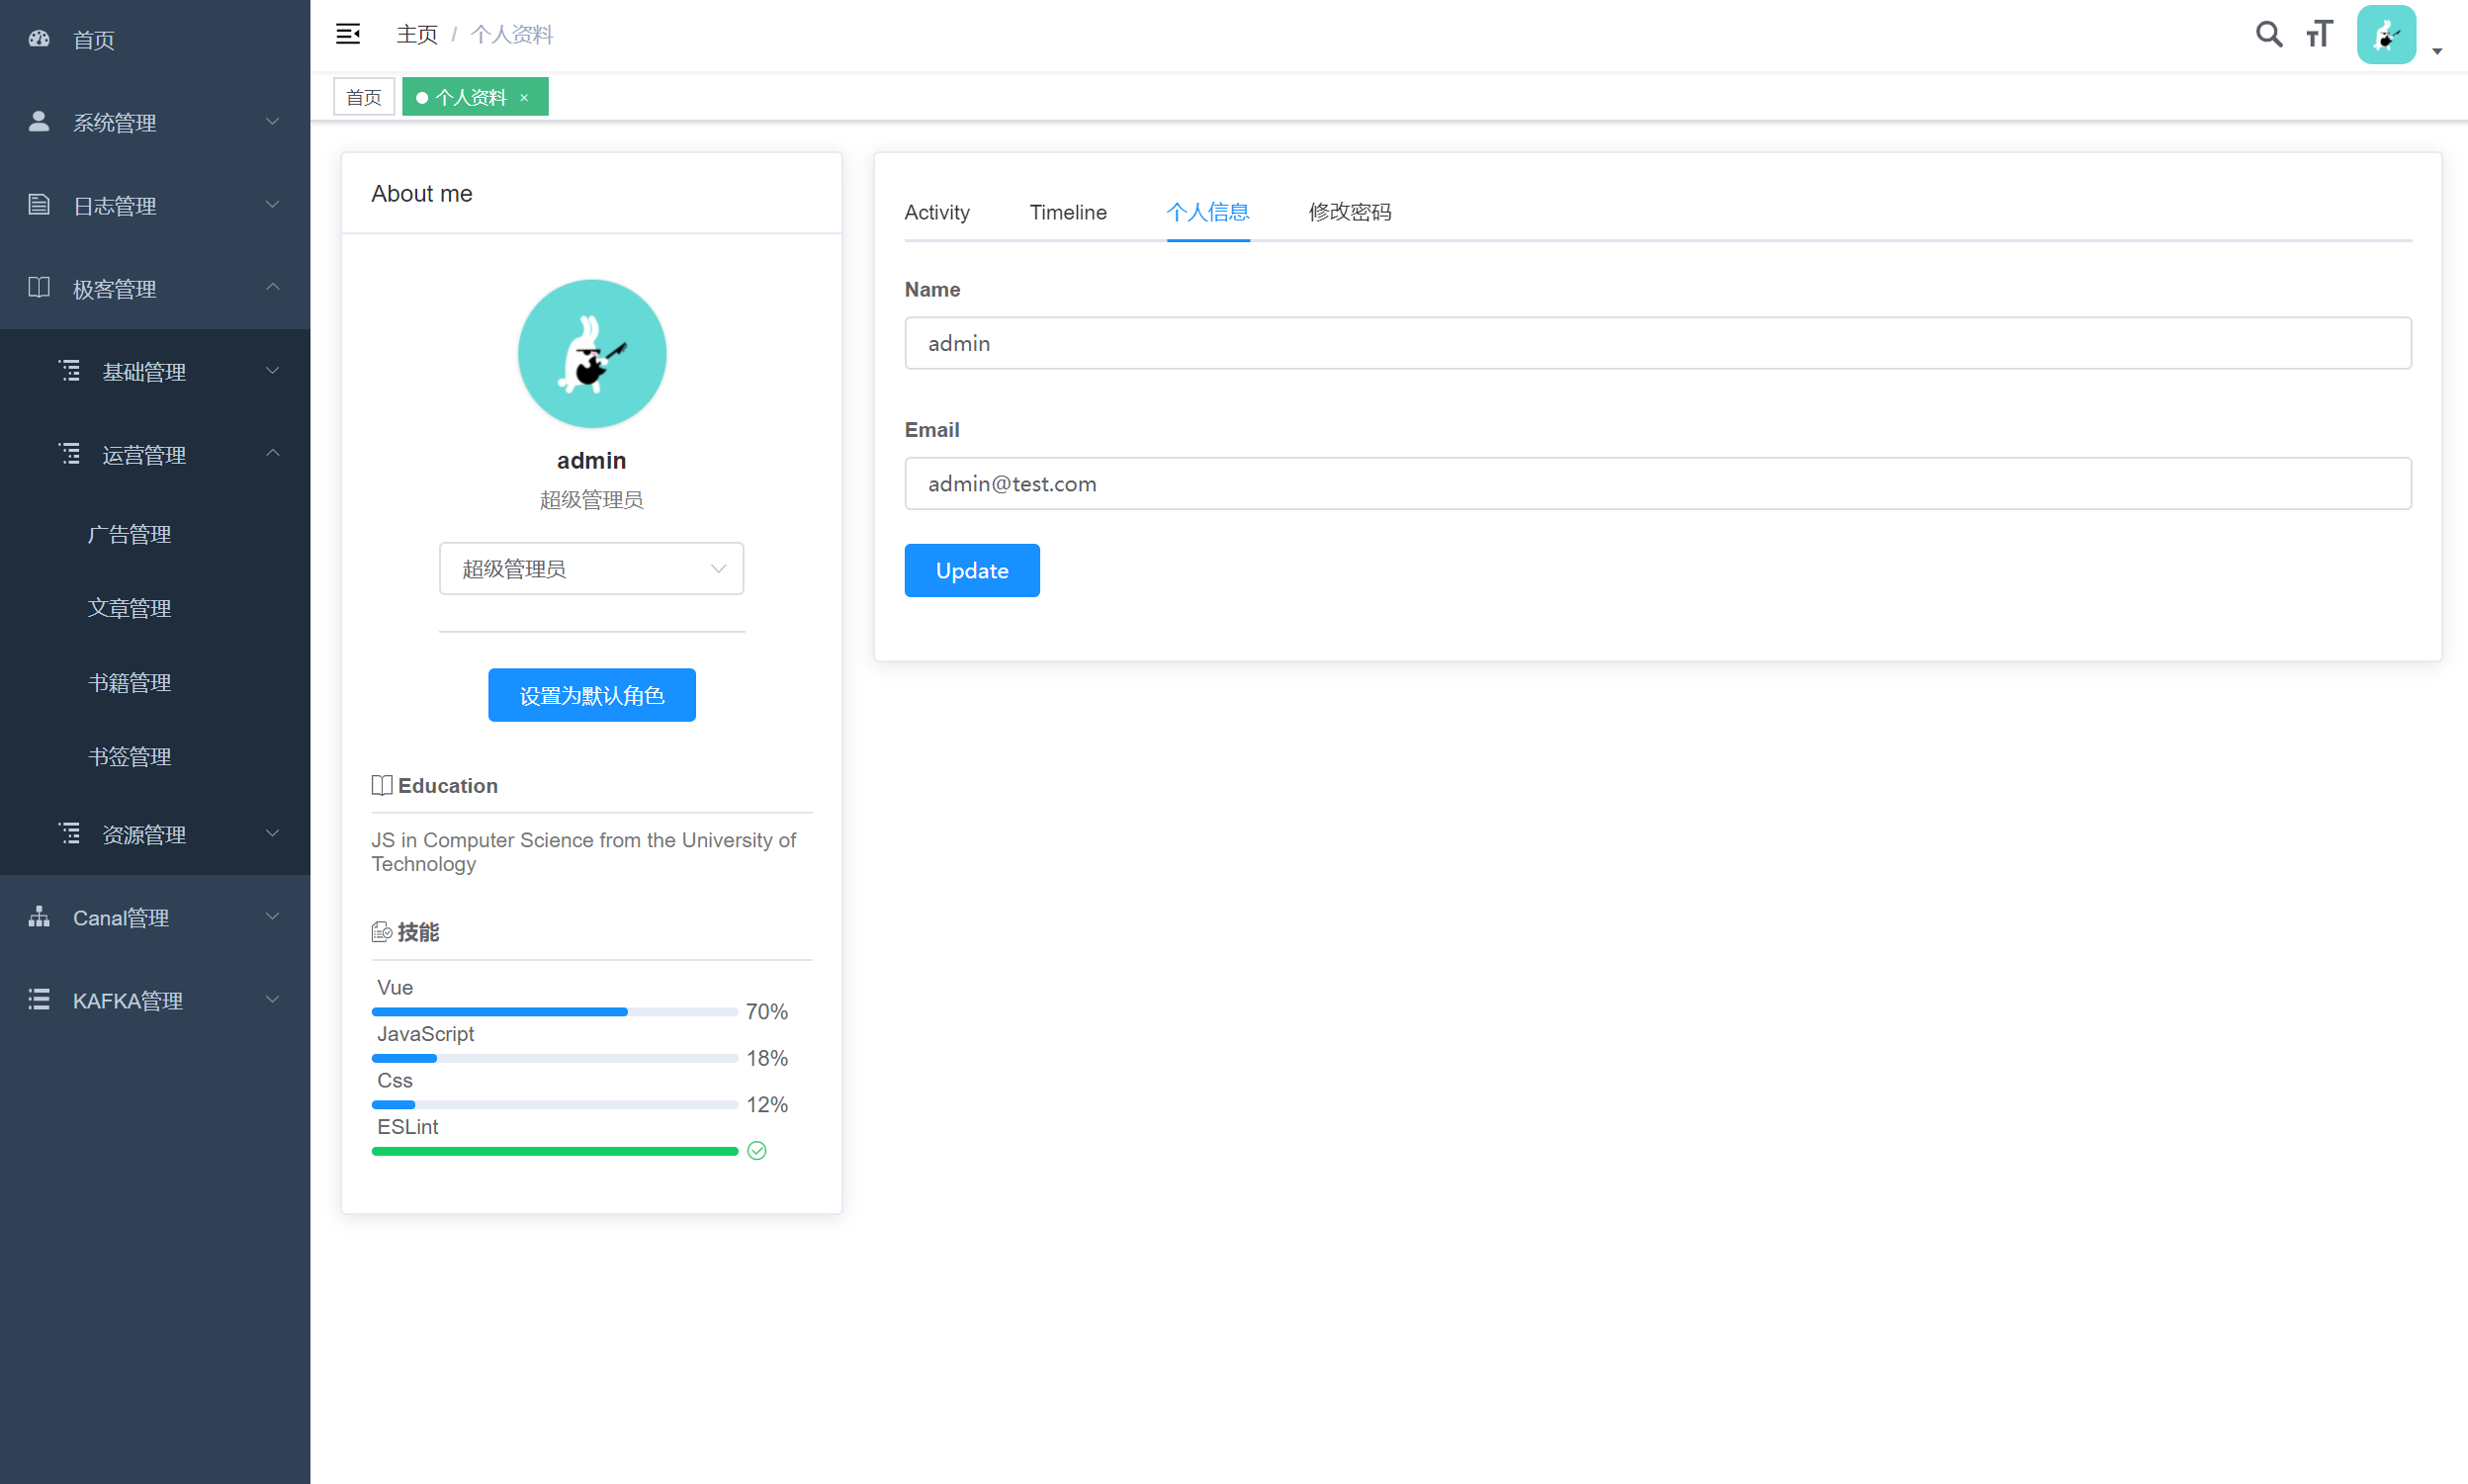 首页
系统管理
日志管理
极客管理
基础管理
运营管理
广告管理
文章管理
书籍管理
书签管理
资源管理
Canal管理
KAFKA管理
主页 / 个人资料
首页
个人资料 ×
About me
admin
超级管理员
超级管理员
设置为默认角色
Education
JS in Computer Science from the University of
Technology
技能
Vue
70%
JavaScript
18%
Css
12%
ESLint
Activity Timeline 个人信息 修改密码
Name
admin
Email
admin@test.com
Update